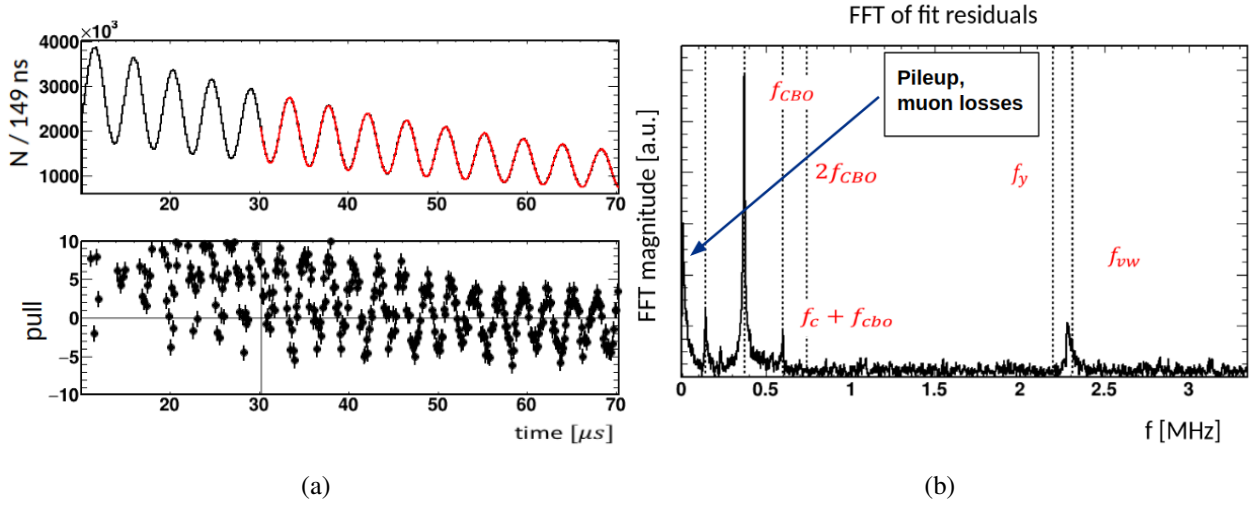 ×10³
4000
3000
2000
1000
N / 149 ns
20 30 40 50 60 70
10
5
0
−5
−10
pull
20 30 40 50 60 70
time [μs]
(a)
FFT of fit residuals
FFT magnitude [a.u.]
f_CBO
Pileup,
muon losses
2f_CBO
f_y
f_vw
f_c + f_cbo
0 0.5 1 1.5 2 2.5 3
f [MHz]
(b)